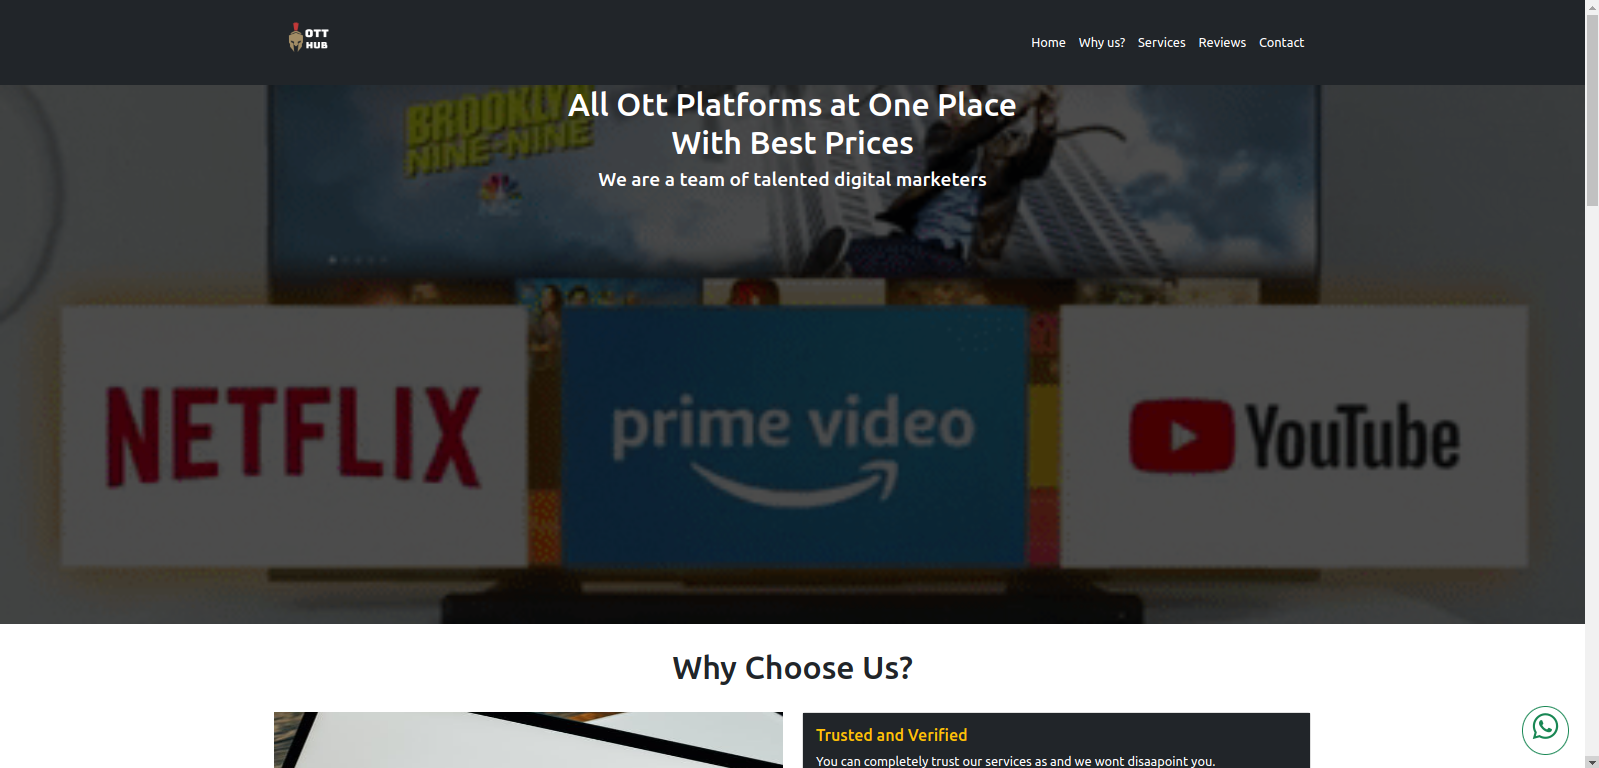 OTT
HUB
Home Why us? Services Reviews Contact
BROOKLYN
NINE-NINE
NBC
All Ott Platforms at One Place
With Best Prices
We are a team of talented digital marketers
NETFLIX
prime video
YouTube
Why Choose Us?
Trusted and Verified
You can completely trust our services as and we wont disaapoint you.